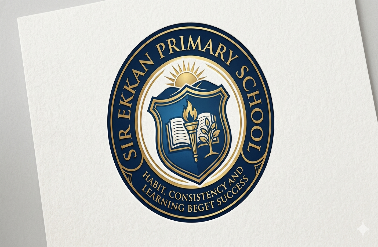 SIR EKKAN PRIMARY SCHOOL
HABIT, CONSISTENCY AND
LEARNING BEGET SUCCESS